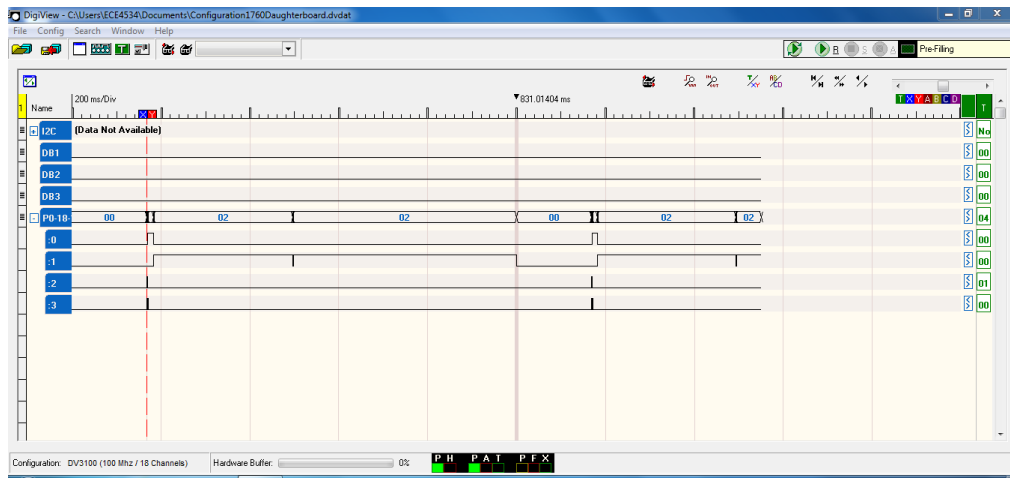 DigiView - C:\Users\ECE4534\Documents\Configuration1760Daughterboard.dvdat
File Config Search Window Help
R S A Pre-Filling
1 Name 200 ms/Div 831.01404 ms T X Y A B C D T
X Y
I2C (Data Not Available) No
DB1 00
DB2 00
DB3 00
P0-18- 00 02 02 00 02 02 04
:0 00
:1 00
:2 01
:3 00
Configuration: DV3100 (100 Mhz / 18 Channels) Hardware Buffer: 0% P H P A T P F X